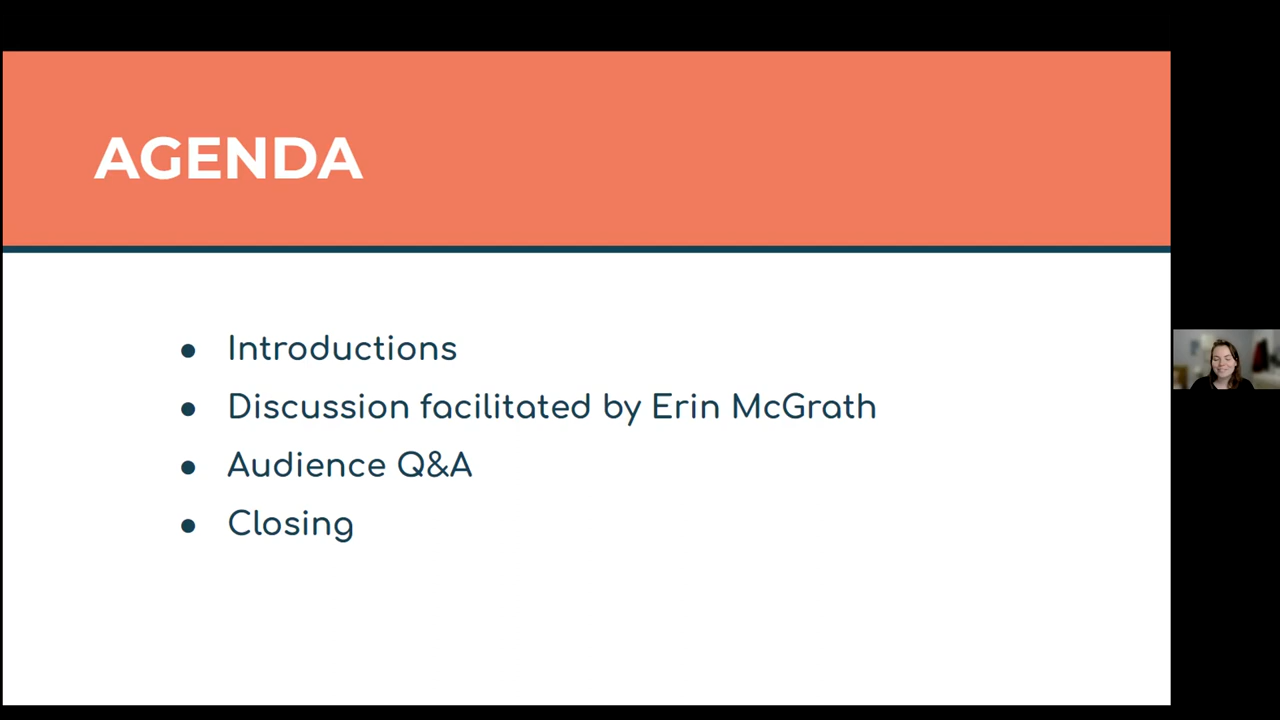 AGENDA
● Introductions
● Discussion facilitated by Erin McGrath
● Audience Q&A
● Closing